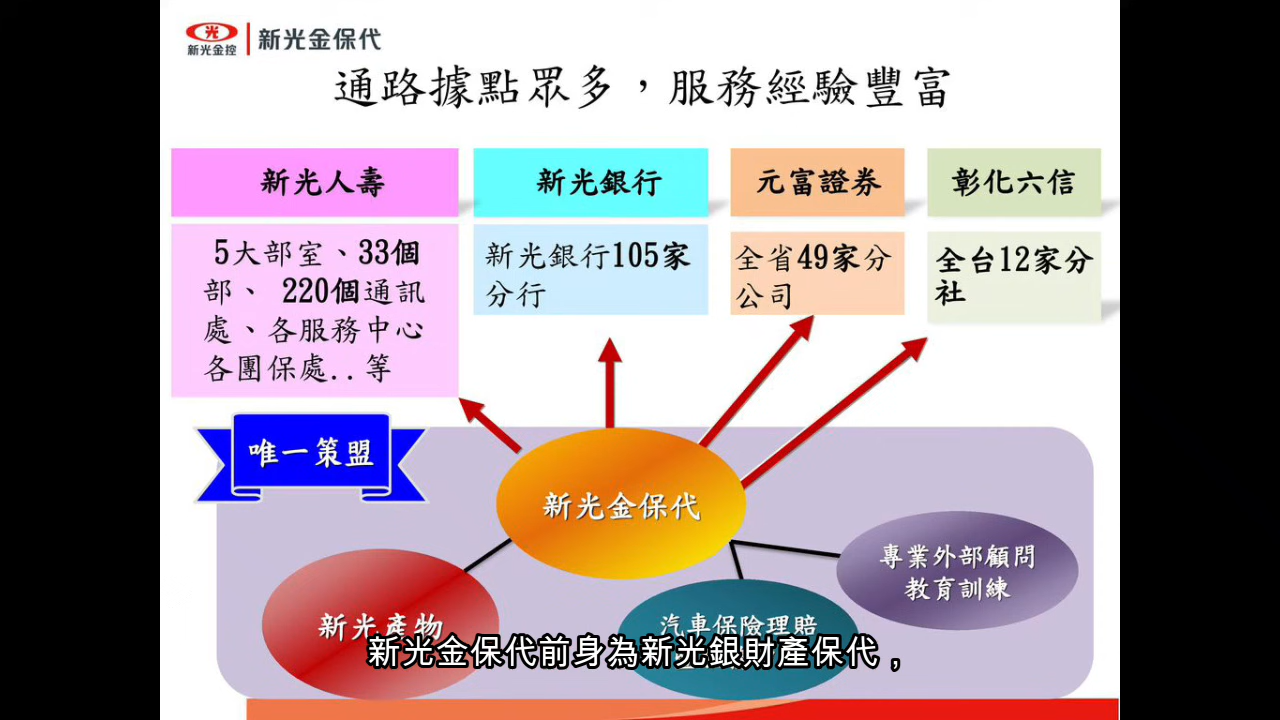 新光金控
新光金保代
通路據點眾多，服務經驗豐富
新光人壽
新光銀行
元富證券
彰化六信
5大部室、33個
部、 220個通訊
處、各服務中心
各團保處..等
新光銀行105家
分行
全省49家分
公司
全台12家分
社
唯一策盟
新光金保代
專業外部顧問
教育訓練
新光產物
汽車保險理賠
新光金保代前身為新光銀財產保代，